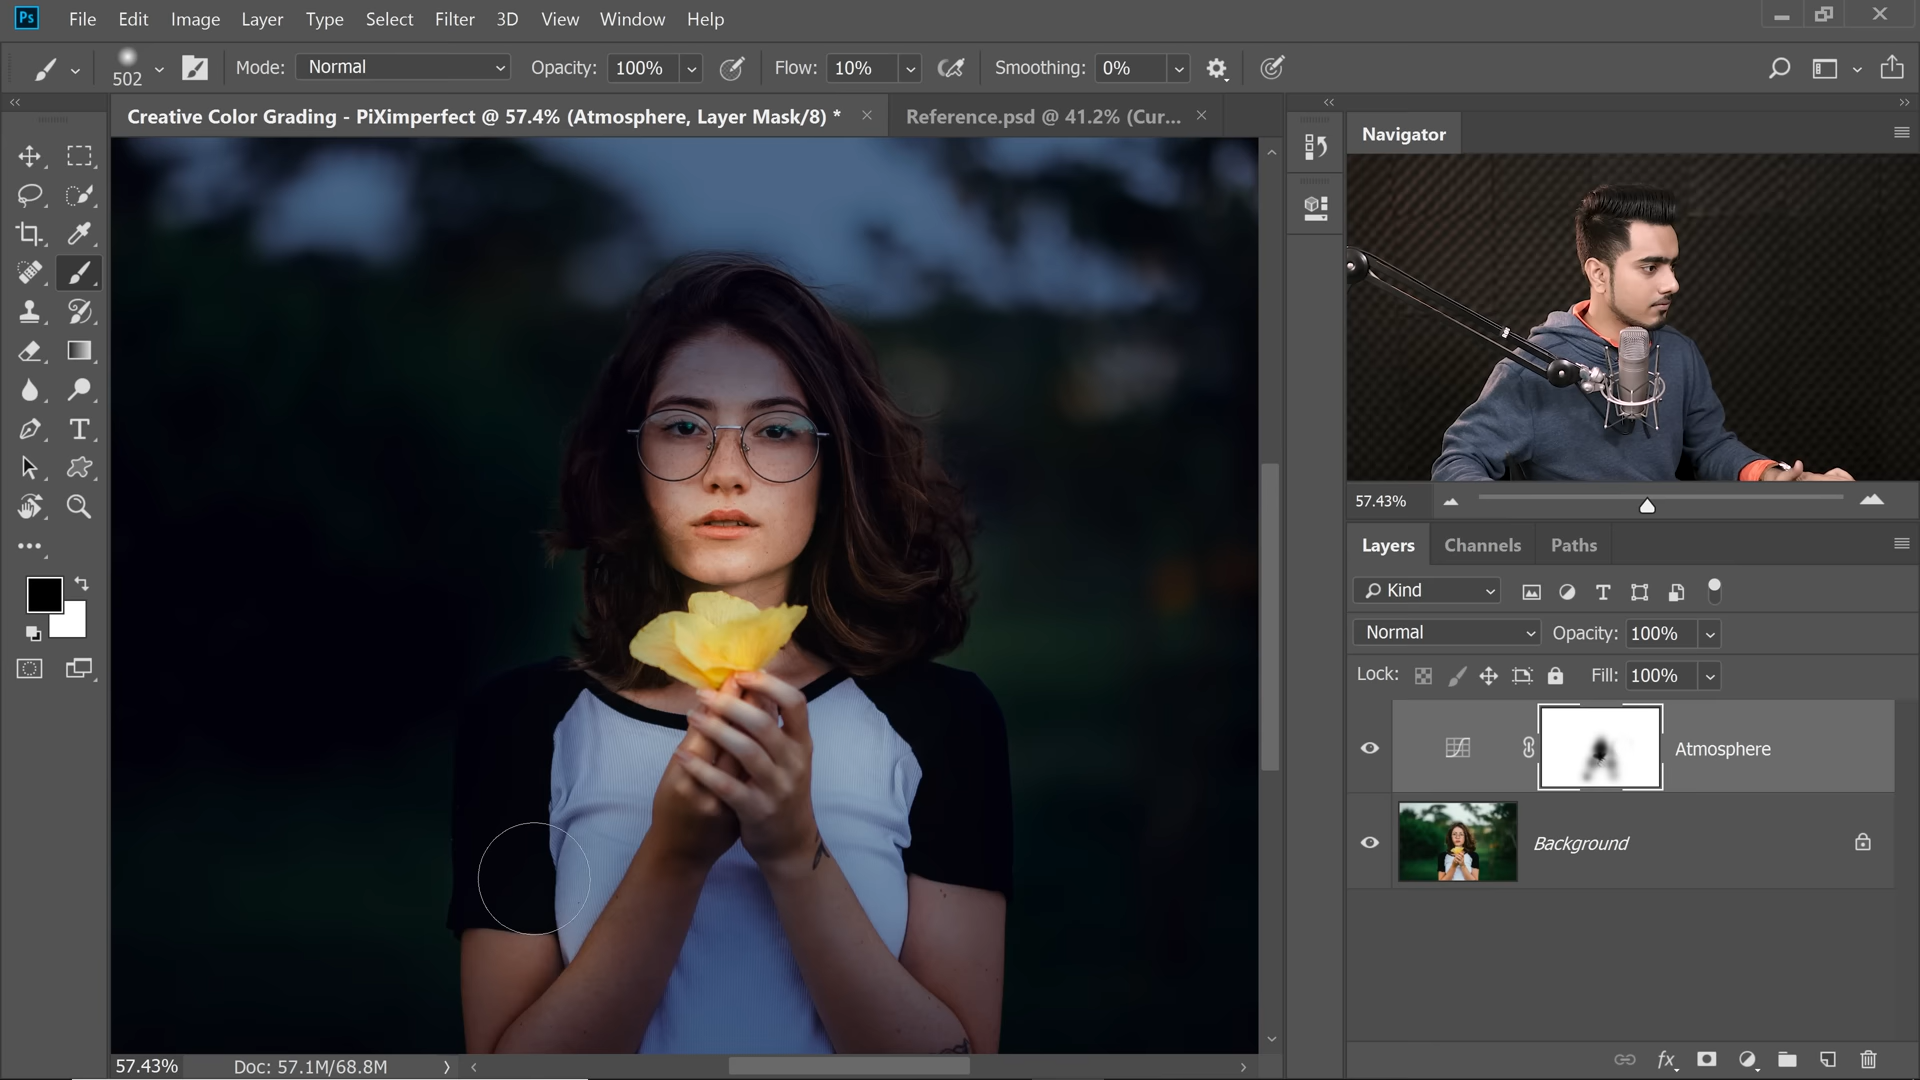 Ps File Edit Image Layer Type Select Filter 3D View Window Help
502 Mode: Normal Opacity: 100% Flow: 10% Smoothing: 0%
Creative Color Grading - PiXimperfect @ 57.4% (Atmosphere, Layer Mask/8) * Reference.psd @ 41.2% (Cur...
Navigator
57.43%
Layers Channels Paths
Kind
Normal Opacity: 100%
Lock: Fill: 100%
Atmosphere
Background
fx
57.43% Doc: 57.1M/68.8M